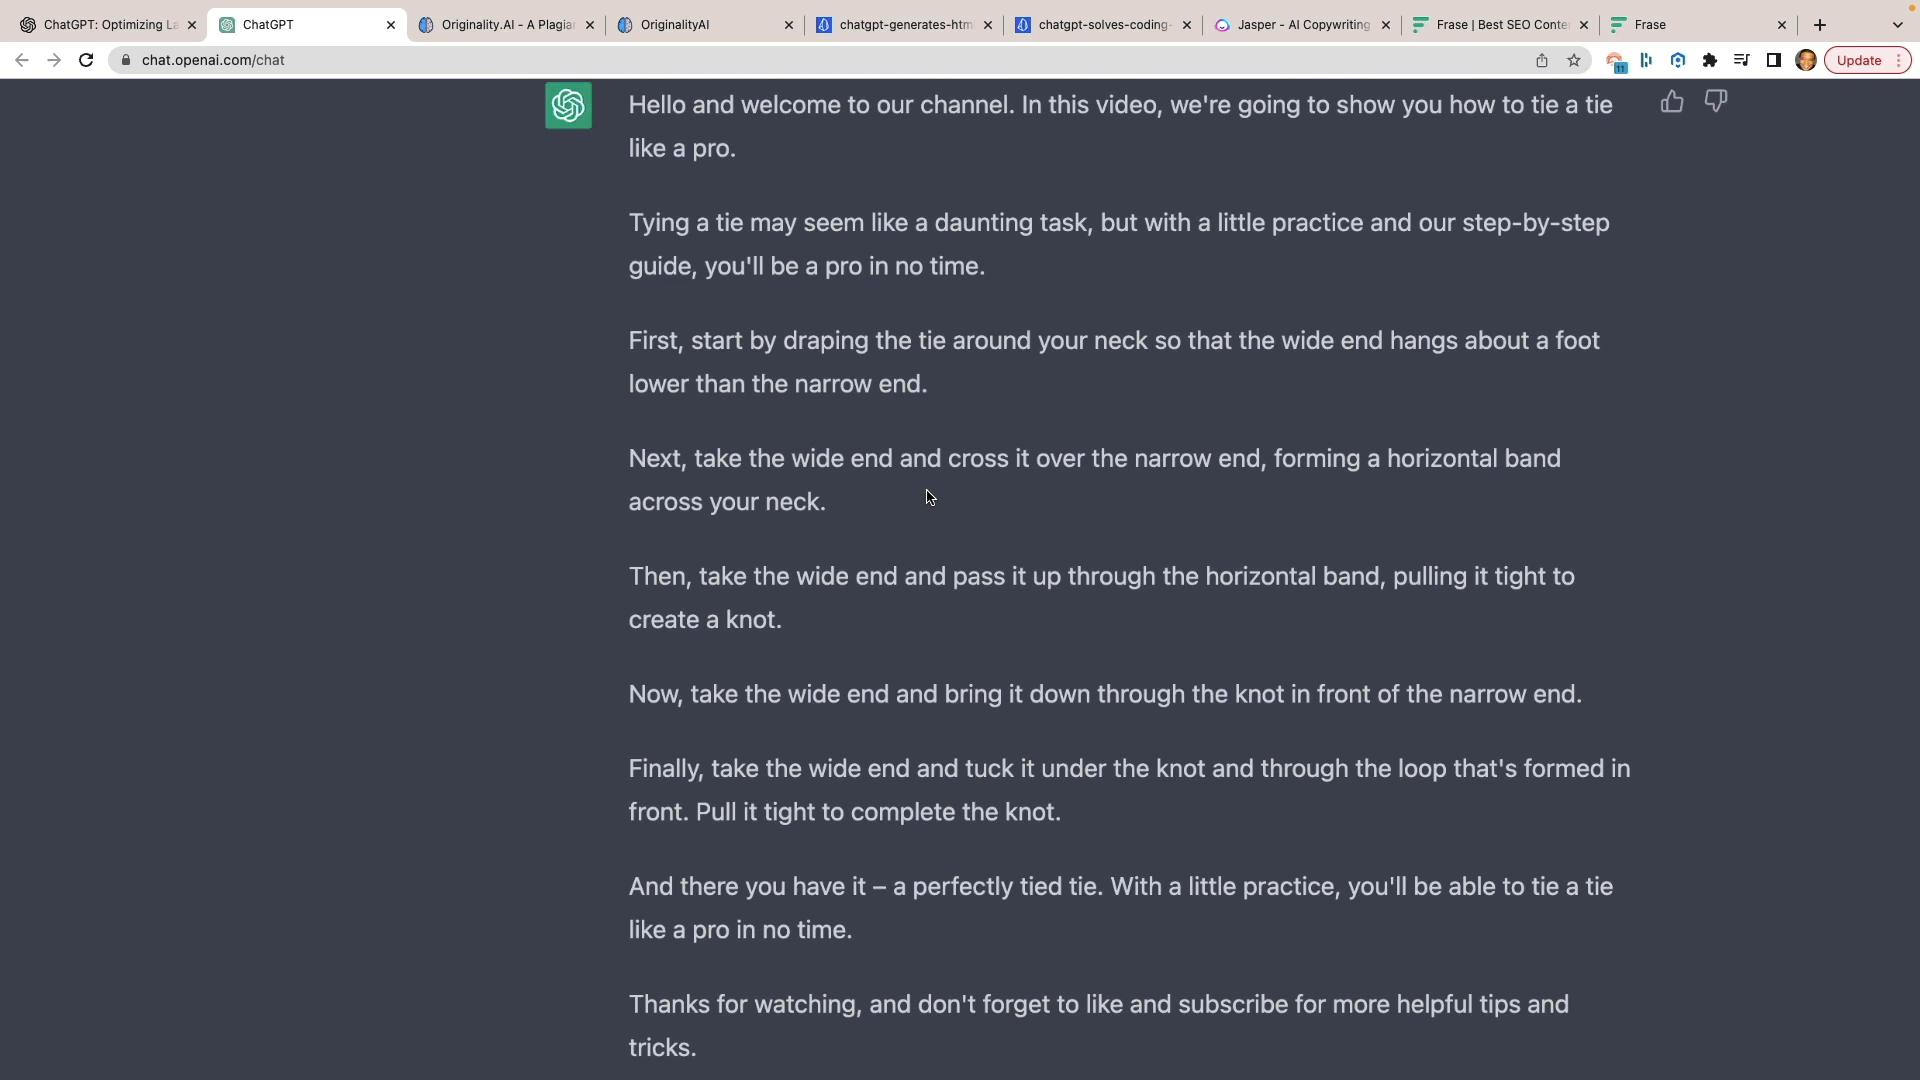 ChatGPT: Optimizing La
ChatGPT
Originality.AI - A Plagia
OriginalityAI
chatgpt-generates-htm
chatgpt-solves-coding-
Jasper - AI Copywriting
Frase | Best SEO Conte
Frase
chat.openai.com/chat
11
Update
Hello and welcome to our channel. In this video, we're going to show you how to tie a tie
like a pro.
Tying a tie may seem like a daunting task, but with a little practice and our step-by-step
guide, you'll be a pro in no time.
First, start by draping the tie around your neck so that the wide end hangs about a foot
lower than the narrow end.
Next, take the wide end and cross it over the narrow end, forming a horizontal band
across your neck.
Then, take the wide end and pass it up through the horizontal band, pulling it tight to
create a knot.
Now, take the wide end and bring it down through the knot in front of the narrow end.
Finally, take the wide end and tuck it under the knot and through the loop that's formed in
front. Pull it tight to complete the knot.
And there you have it – a perfectly tied tie. With a little practice, you'll be able to tie a tie
like a pro in no time.
Thanks for watching, and don't forget to like and subscribe for more helpful tips and
tricks.